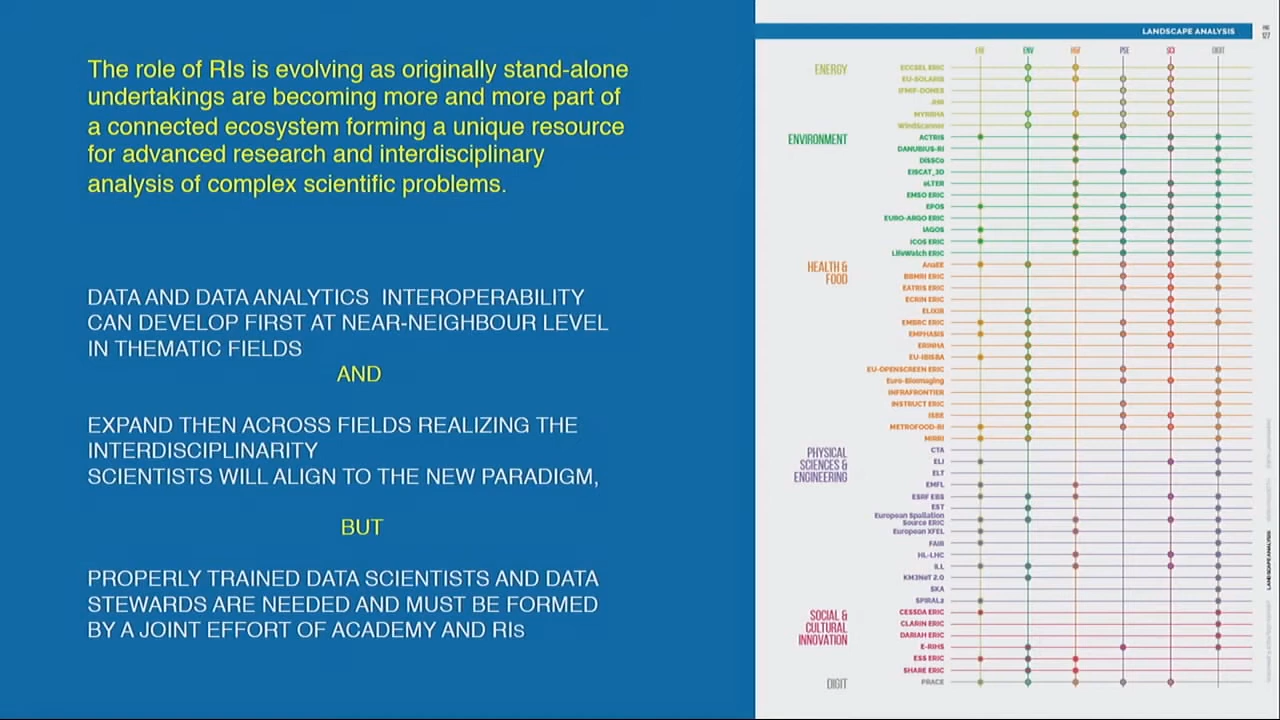 The role of RIs is evolving as originally stand-alone
undertakings are becoming more and more part of
a connected ecosystem forming a unique resource
for advanced research and interdisciplinary
analysis of complex scientific problems.
DATA AND DATA ANALYTICS INTEROPERABILITY
CAN DEVELOP FIRST AT NEAR-NEIGHBOUR LEVEL
IN THEMATIC FIELDS
AND
EXPAND THEN ACROSS FIELDS REALIZING THE
INTERDISCIPLINARITY
SCIENTISTS WILL ALIGN TO THE NEW PARADIGM,
BUT
PROPERLY TRAINED DATA SCIENTISTS AND DATA
STEWARDS ARE NEEDED AND MUST BE FORMED
BY A JOINT EFFORT OF ACADEMY AND RIs
LANDSCAPE ANALYSIS
127
ENE ENV H&F PSE SCI DIGIT
ENERGY
ECCSEL ERIC
EU-SOLARIS
IFMIF-DONES
JHR
MYRRHA
WindScanner
ENVIRONMENT
ACTRIS
DANUBIUS-RI
DiSSCo
EISCAT_3D
eLTER
EMSO ERIC
EPOS
EURO-ARGO ERIC
IAGOS
ICOS ERIC
LifeWatch ERIC
HEALTH &
FOOD
AnaEE
BBMRI ERIC
EATRIS ERIC
ECRIN ERIC
ELIXIR
EMBRC ERIC
EMPHASIS
ERINHA
EU-IBISBA
EU-OPENSCREEN ERIC
Euro-BioImaging
INFRAFRONTIER
INSTRUCT ERIC
ISBE
METROFOOD-RI
MIRRI
PHYSICAL
SCIENCES &
ENGINEERING
CTA
ELI
ELT
EMFL
ESRF EBS
EST
European Spallation
Source ERIC
European XFEL
FAIR
HL-LHC
ILL
KM3NeT 2.0
SKA
SPIRAL2
SOCIAL &
CULTURAL
INNOVATION
CESSDA ERIC
CLARIN ERIC
DARIAH ERIC
E-RIHS
ESS ERIC
SHARE ERIC
DIGIT
PRACE
LANDSCAPE ANALYSIS